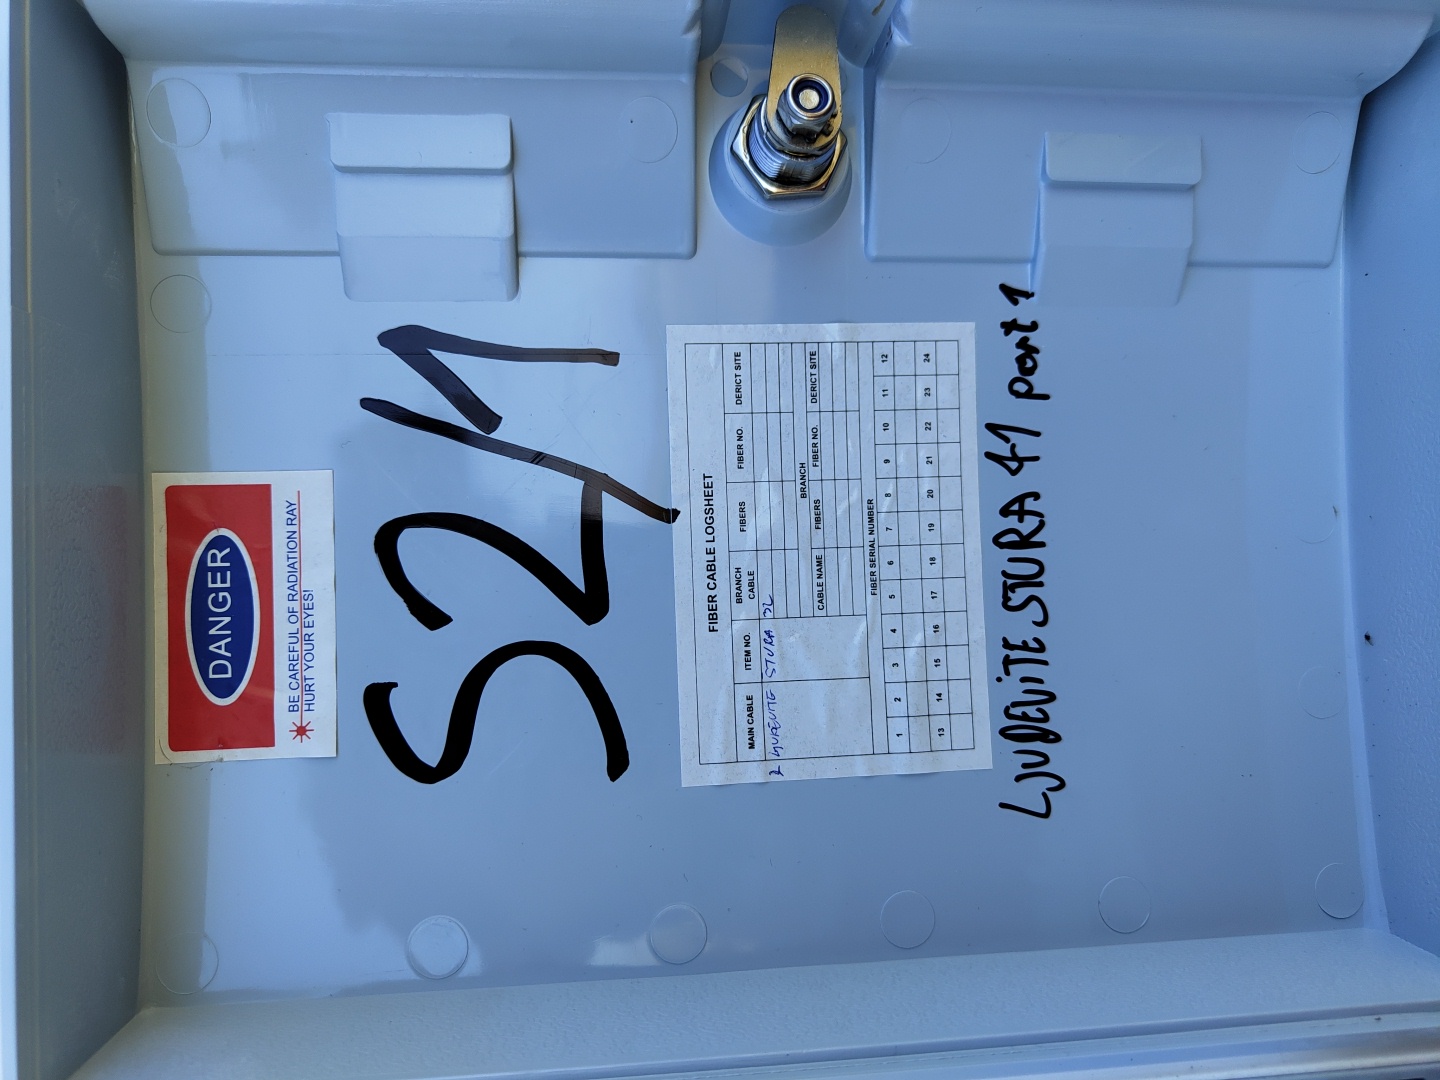 DANGER
BE CAREFUL OF RADIATION RAY
HURT YOUR EYES!
S2/1
FIBER CABLE LOGSHEET
MAIN CABLE ITEM NO. BRANCH CABLE FIBERS FIBER NO. DERICT SITE
STURA 32
BRANCH
CABLE NAME FIBERS FIBER NO. DERICT SITE
FIBER SERIAL NUMBER
1 2 3 4 5 6 7 8 9 10 11 12
13 14 15 16 17 18 19 20 21 22 23 24
LJUDEVITE STURA 41 port 1